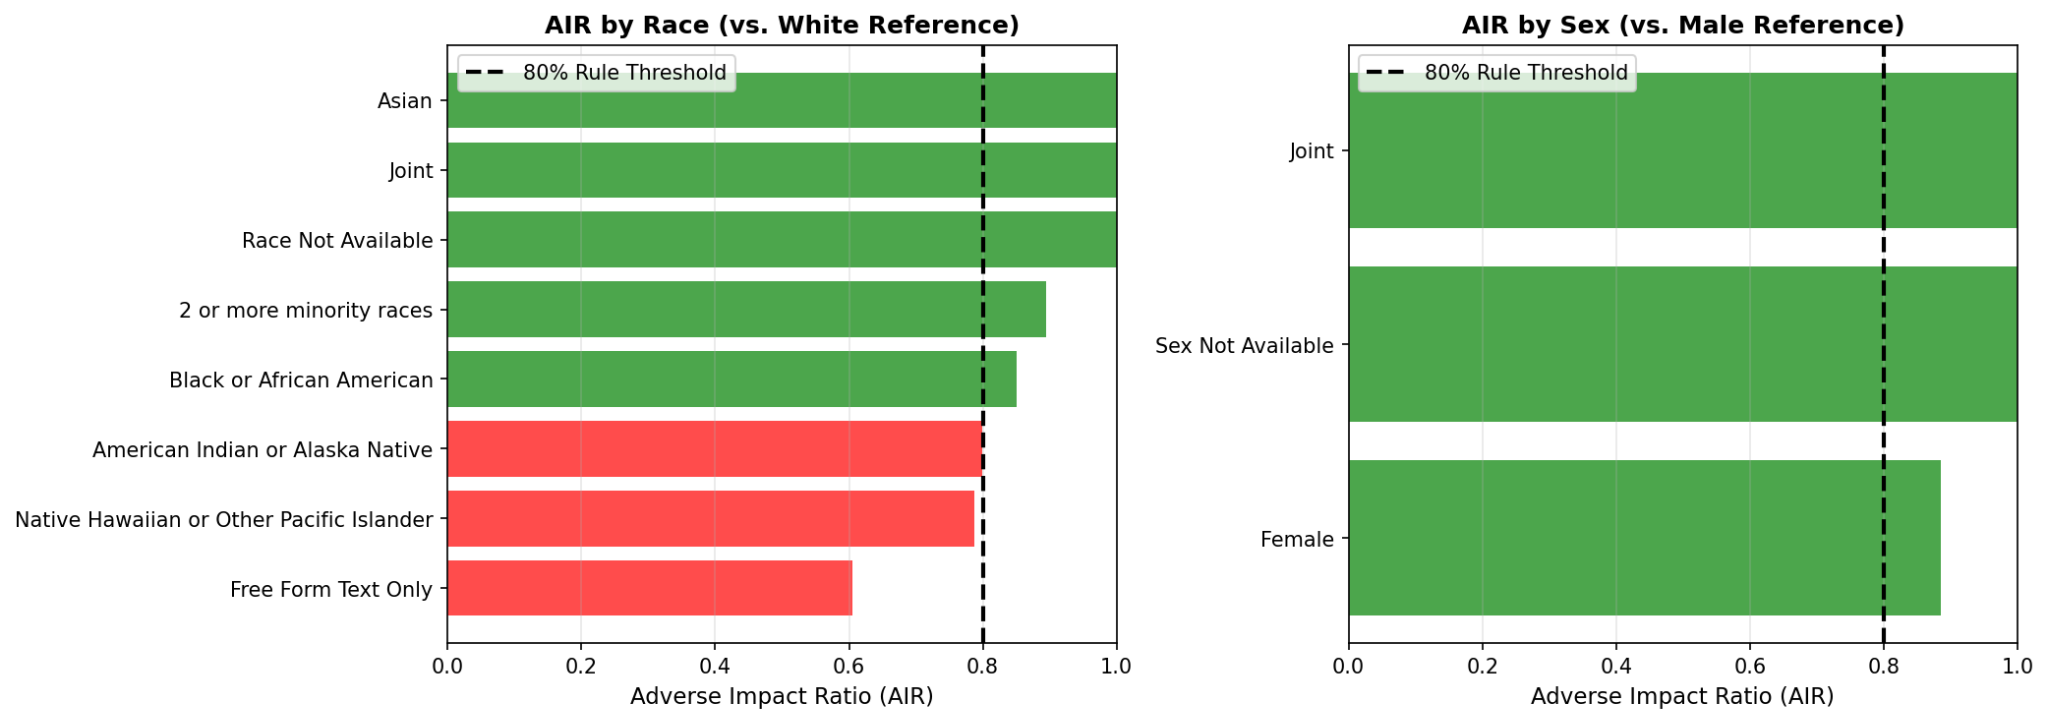 AIR by Race (vs. White Reference)
80% Rule Threshold
Asian
Joint
Race Not Available
2 or more minority races
Black or African American
American Indian or Alaska Native
Native Hawaiian or Other Pacific Islander
Free Form Text Only
0.0 0.2 0.4 0.6 0.8 1.0
Adverse Impact Ratio (AIR)
AIR by Sex (vs. Male Reference)
80% Rule Threshold
Joint
Sex Not Available
Female
0.0 0.2 0.4 0.6 0.8 1.0
Adverse Impact Ratio (AIR)